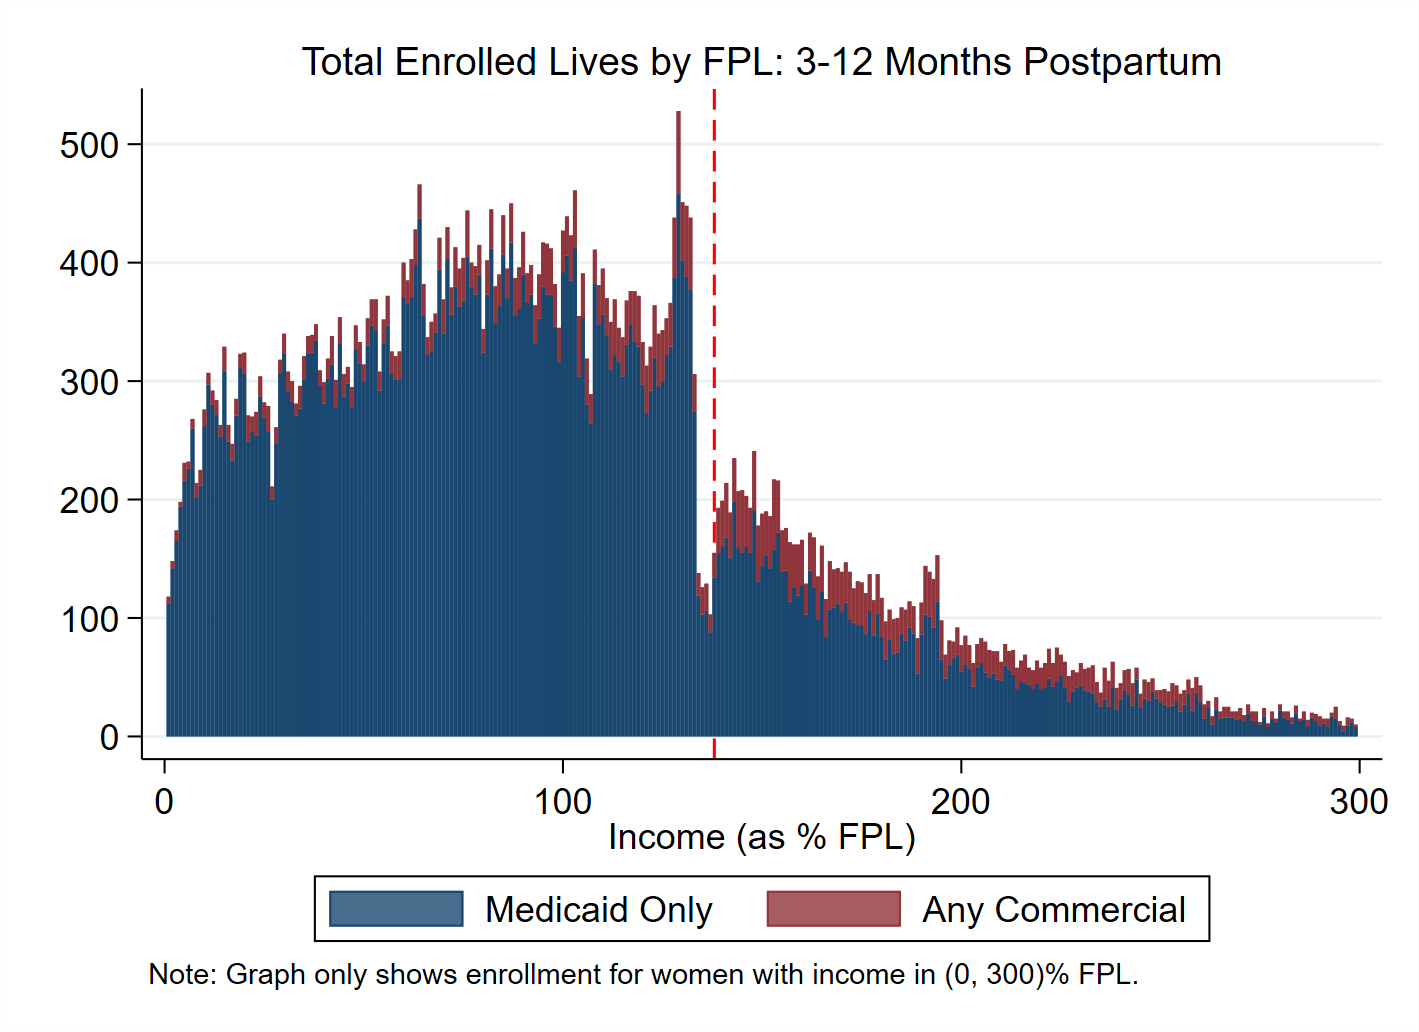 Total Enrolled Lives by FPL: 3-12 Months Postpartum
500
400
300
200
100
0
0 100 200 300
Income (as % FPL)
Medicaid Only Any Commercial
Note: Graph only shows enrollment for women with income in (0, 300)% FPL.